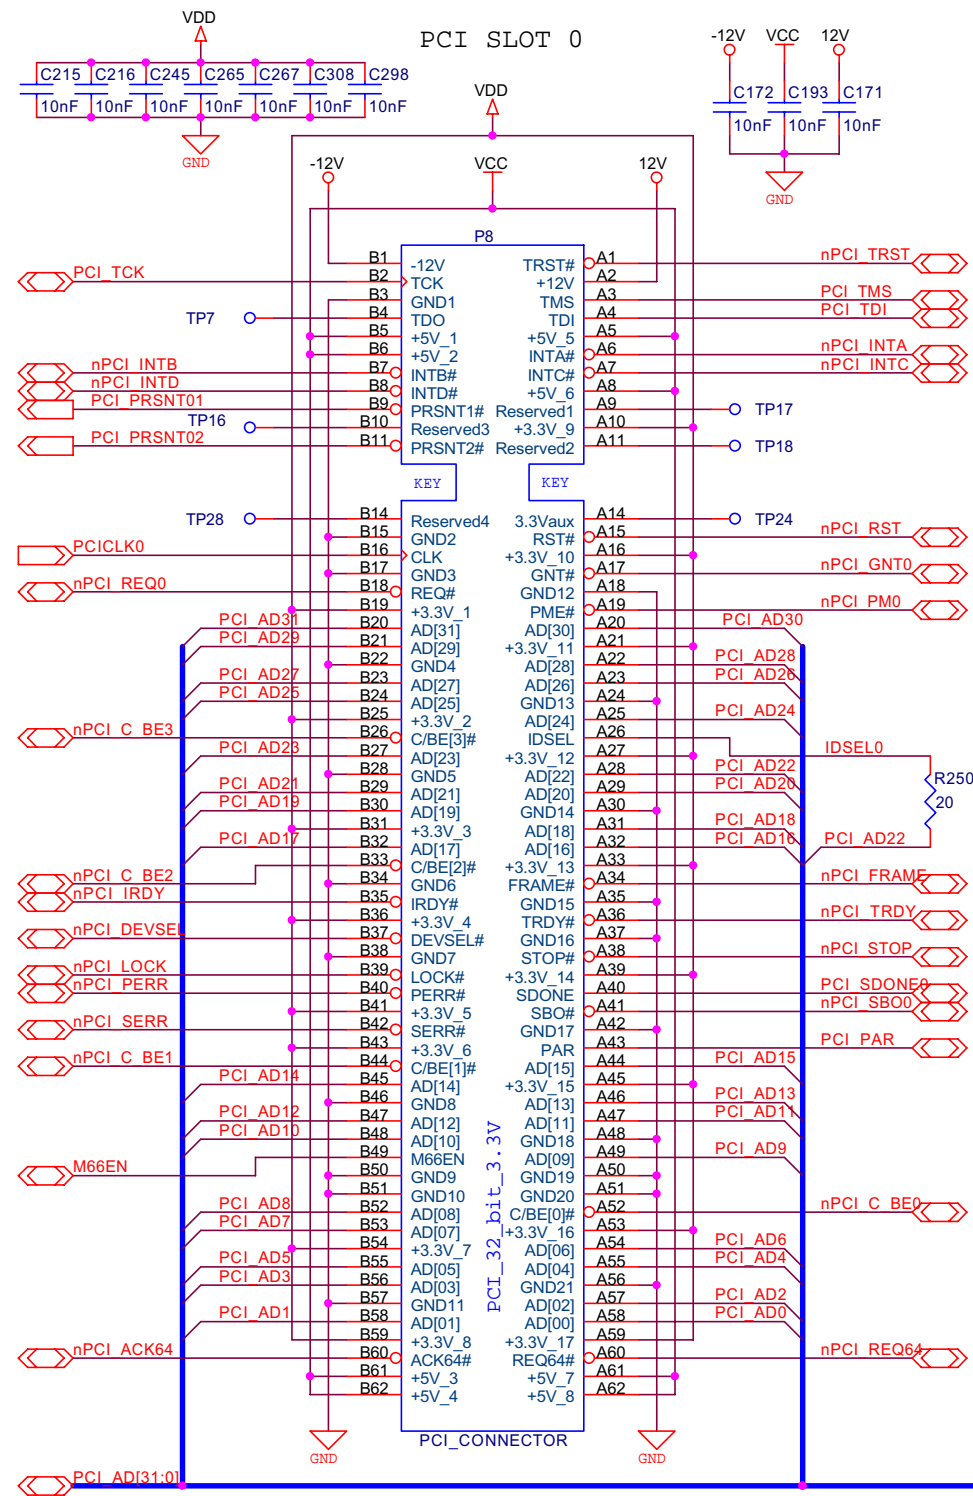 PCI SLOT 0
VDD
C215 C216 C245 C265 C267 C308 C298
10nF 10nF 10nF 10nF 10nF 10nF 10nF
GND
-12V VCC 12V
C172 C193 C171
10nF 10nF 10nF
GND
VDD
-12V VCC 12V
P8
B1 -12V TRST# A1 nPCI_TRST
PCI_TCK B2 TCK +12V A2
B3 GND1 TMS A3 PCI_TMS
TP7 B4 TDO TDI A4 PCI_TDI
B5 +5V_1 +5V_5 A5
B6 +5V_2 INTA# A6 nPCI_INTA
nPCI_INTB B7 INTB# INTC# A7 nPCI_INTC
nPCI_INTD B8 INTD# +5V_6 A8
PCI_PRSNT01 B9 PRSNT1# Reserved1 A9 TP17
TP16 B10 Reserved3 +3.3V_9 A10
PCI_PRSNT02 B11 PRSNT2# Reserved2 A11 TP18
KEY KEY
TP28 B14 Reserved4 3.3Vaux A14 TP24
B15 GND2 RST# A15 nPCI_RST
PCICLK0 B16 CLK +3.3V_10 A16
B17 GND3 GNT# A17 nPCI_GNT0
nPCI_REQ0 B18 REQ# GND12 A18
B19 +3.3V_1 PME# A19 nPCI_PM0
PCI_AD31 B20 AD[31] AD[30] A20 PCI_AD30
PCI_AD29 B21 AD[29] +3.3V_11 A21
B22 GND4 AD[28] A22 PCI_AD28
PCI_AD27 B23 AD[27] AD[26] A23 PCI_AD26
PCI_AD25 B24 AD[25] GND13 A24
B25 +3.3V_2 AD[24] A25 PCI_AD24
nPCI_C_BE3 B26 C/BE[3]# IDSEL A26 IDSEL0
PCI_AD23 B27 AD[23] +3.3V_12 A27
B28 GND5 AD[22] A28 PCI_AD22
PCI_AD21 B29 AD[21] AD[20] A29 PCI_AD20
R250
20
PCI_AD19 B30 AD[19] GND14 A30
B31 +3.3V_3 AD[18] A31 PCI_AD18
PCI_AD17 B32 AD[17] AD[16] A32 PCI_AD16 PCI_AD22
B33 C/BE[2]# +3.3V_13 A33
nPCI_C_BE2 B34 GND6 FRAME# A34 nPCI_FRAME
nPCI_IRDY B35 IRDY# GND15 A35
B36 +3.3V_4 TRDY# A36 nPCI_TRDY
nPCI_DEVSEL B37 DEVSEL# GND16 A37
B38 GND7 STOP# A38 nPCI_STOP
nPCI_LOCK B39 LOCK# +3.3V_14 A39
nPCI_PERR B40 PERR# SDONE A40 PCI_SDONE0
B41 +3.3V_5 SBO# A41 nPCI_SBO0
nPCI_SERR B42 SERR# GND17 A42
B43 +3.3V_6 PAR A43 PCI_PAR
nPCI_C_BE1 B44 C/BE[1]# AD[15] A44 PCI_AD15
PCI_AD14 B45 AD[14] +3.3V_15 A45
B46 GND8 AD[13] A46 PCI_AD13
PCI_AD12 B47 AD[12] AD[11] A47 PCI_AD11
PCI_AD10 B48 AD[10] GND18 A48
M66EN B49 M66EN AD[09] A49 PCI_AD9
B50 GND9 GND19 A50
B51 GND10 GND20 A51
PCI_AD8 B52 AD[08] C/BE[0]# A52 nPCI_C_BE0
PCI_AD7 B53 AD[07] +3.3V_16 A53
B54 +3.3V_7 AD[06] A54 PCI_AD6
PCI_AD5 B55 AD[05] AD[04] A55 PCI_AD4
PCI_AD3 B56 AD[03] GND21 A56
B57 GND11 AD[02] A57 PCI_AD2
PCI_AD1 B58 AD[01] AD[00] A58 PCI_AD0
B59 +3.3V_8 +3.3V_17 A59
nPCI_ACK64 B60 ACK64# REQ64# A60 nPCI_REQ64
B61 +5V_3 +5V_7 A61
B62 +5V_4 +5V_8 A62
PCI_32_bit_3.3V
PCI_CONNECTOR
GND GND
PCI_AD[31:0]